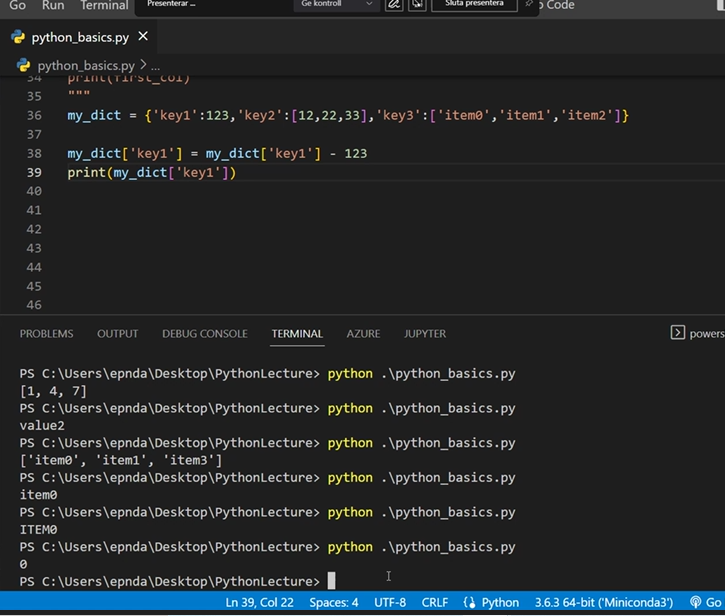 Go Run Terminal Presenterar ... Ge kontroll Sluta presentera Code
python_basics.py
python_basics.py > ...
34 print(first_col)
35 """
36 my_dict = {'key1':123,'key2':[12,22,33],'key3':['item0','item1','item2']}
37
38 my_dict['key1'] = my_dict['key1'] - 123
39 print(my_dict['key1'])
40
41
42
43
44
45
46
PROBLEMS OUTPUT DEBUG CONSOLE TERMINAL AZURE JUPYTER powers
PS C:\Users\epnda\Desktop\PythonLecture> python .\python_basics.py
[1, 4, 7]
PS C:\Users\epnda\Desktop\PythonLecture> python .\python_basics.py
value2
PS C:\Users\epnda\Desktop\PythonLecture> python .\python_basics.py
['item0', 'item1', 'item3']
PS C:\Users\epnda\Desktop\PythonLecture> python .\python_basics.py
item0
PS C:\Users\epnda\Desktop\PythonLecture> python .\python_basics.py
ITEM0
PS C:\Users\epnda\Desktop\PythonLecture> python .\python_basics.py
0
PS C:\Users\epnda\Desktop\PythonLecture>
Ln 39, Col 22 Spaces: 4 UTF-8 CRLF Python 3.6.3 64-bit ('Miniconda3') Go